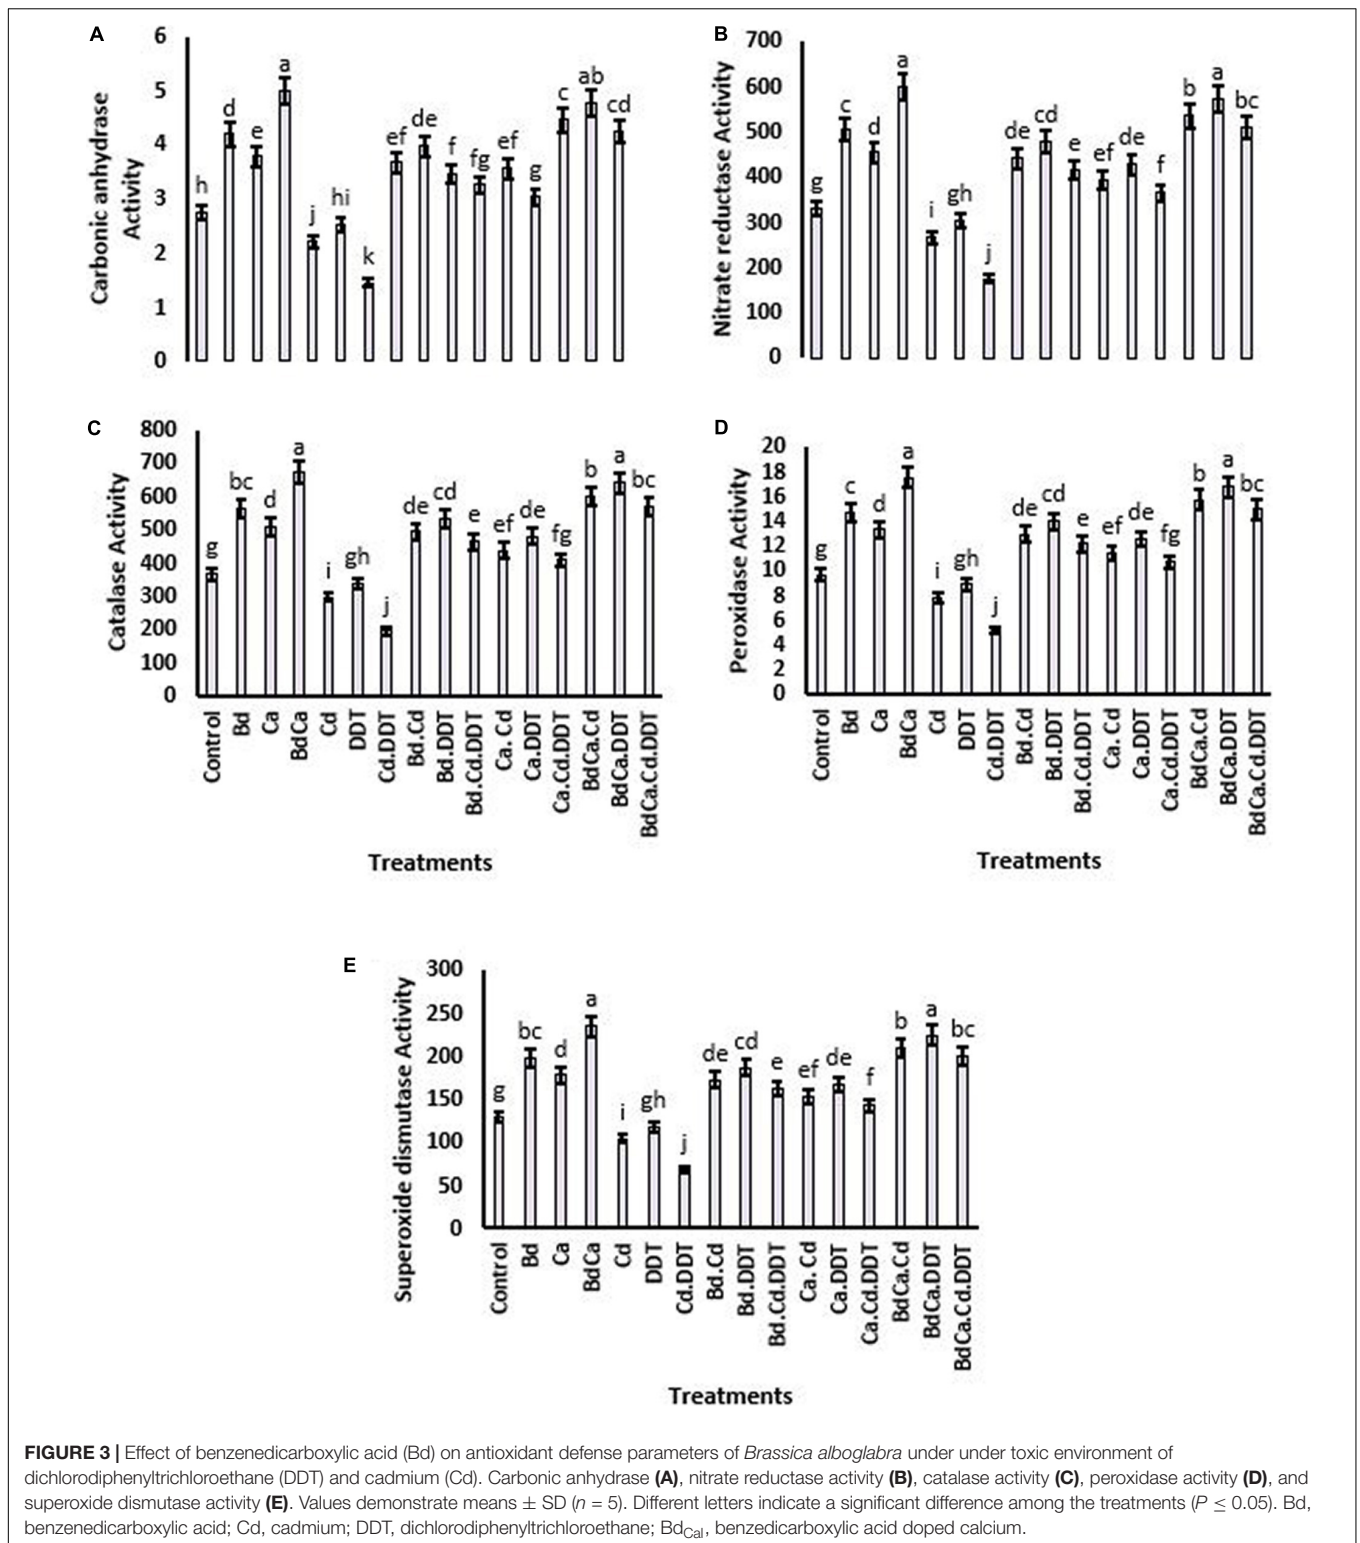 A
Carbonic anhydrase
Activity
6
5
4
3
2
1
0
h
d
e
a
j
hi
k
ef
de
f
fg
ef
g
c
ab
cd
B
Nitrate reductase Activity
700
600
500
400
300
200
100
0
g
c
d
a
i
gh
j
de
cd
e
ef
de
f
b
a
bc
C
Catalase Activity
800
700
600
500
400
300
200
100
0
g
bc
d
a
i
gh
j
de
cd
e
ef
de
fg
b
a
bc
Control
Bd
Ca
BdCa
Cd
DDT
Cd.DDT
Bd.Cd
Bd.DDT
Bd.Cd.DDT
Ca. Cd
Ca.DDT
Ca.Cd.DDT
BdCa.Cd
BdCa.DDT
BdCa.Cd.DDT
Treatments
D
Peroxidase Activity
20
18
16
14
12
10
8
6
4
2
0
g
c
d
a
i
gh
j
de
cd
e
ef
de
fg
b
a
bc
Control
Bd
Ca
BdCa
Cd
DDT
Cd.DDT
Bd.Cd
Bd.DDT
Bd.Cd.DDT
Ca. Cd
Ca.DDT
Ca.Cd.DDT
BdCa.Cd
BdCa.DDT
BdCa.Cd.DDT
Treatments
E
Superoxide dismutase Activity
300
250
200
150
100
50
0
g
bc
d
a
i
gh
j
de
cd
e
ef
de
f
b
a
bc
Control
Bd
Ca
BdCa
Cd
DDT
Cd.DDT
Bd.Cd
Bd.DDT
Bd.Cd.DDT
Ca. Cd
Ca.DDT
Ca.Cd.DDT
BdCa.Cd
BdCa.DDT
BdCa.Cd.DDT
Treatments
FIGURE 3 | Effect of benzenedicarboxylic acid (Bd) on antioxidant defense parameters of Brassica alboglabra under under toxic environment of
dichlorodiphenyltrichloroethane (DDT) and cadmium (Cd). Carbonic anhydrase (A), nitrate reductase activity (B), catalase activity (C), peroxidase activity (D), and
superoxide dismutase activity (E). Values demonstrate means ± SD (n = 5). Different letters indicate a significant difference among the treatments (P ≤ 0.05). Bd,
benzenedicarboxylic acid; Cd, cadmium; DDT, dichlorodiphenyltrichloroethane; BdCal, benzedicarboxylic acid doped calcium.